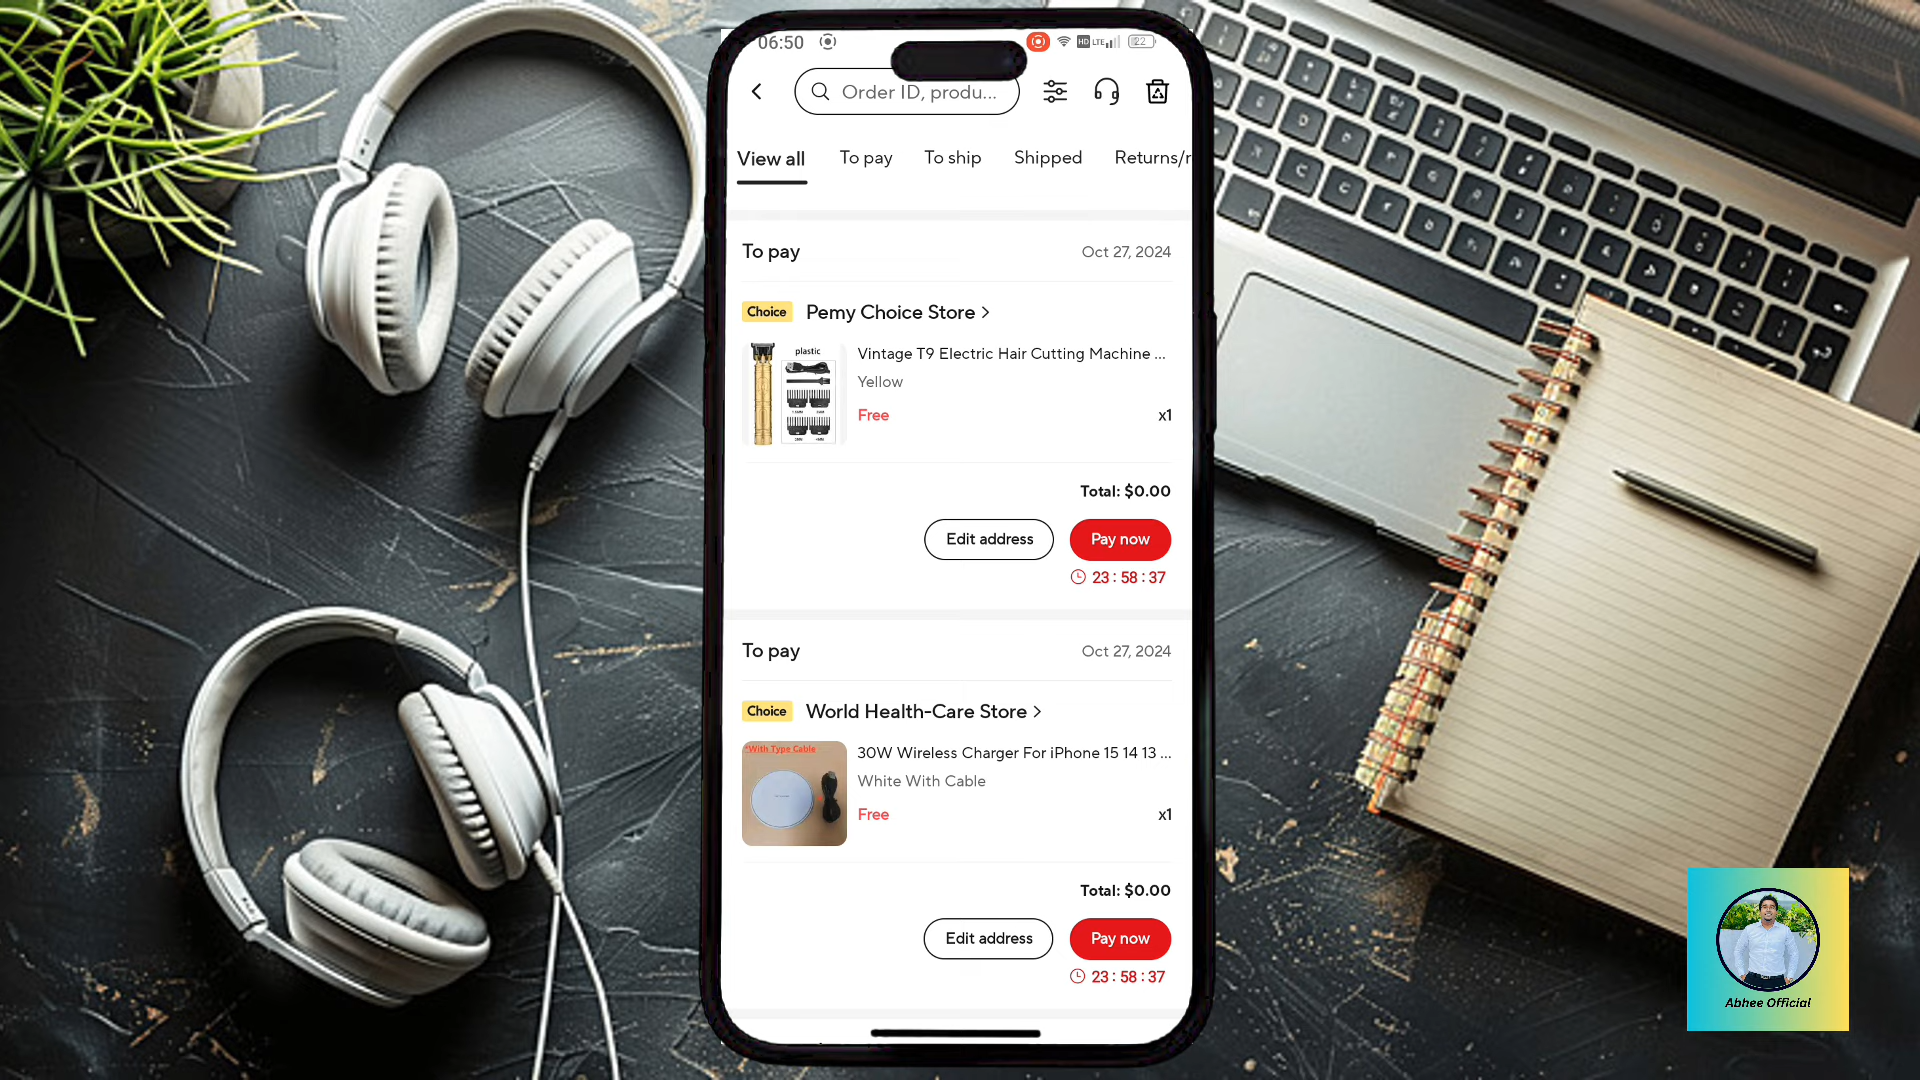 06:50
HD LTE 22
Order ID, produ...
View all To pay To ship Shipped Returns/r
To pay Oct 27, 2024
Choice Pemy Choice Store >
plastic
Vintage T9 Electric Hair Cutting Machine ...
Yellow
Free x1
Total: $0.00
Edit address Pay now
23 : 58 : 37
To pay Oct 27, 2024
Choice World Health-Care Store >
*With Type Cable
30W Wireless Charger For iPhone 15 14 13 ...
White With Cable
Free x1
Total: $0.00
Edit address Pay now
23 : 58 : 37
Abhee Official